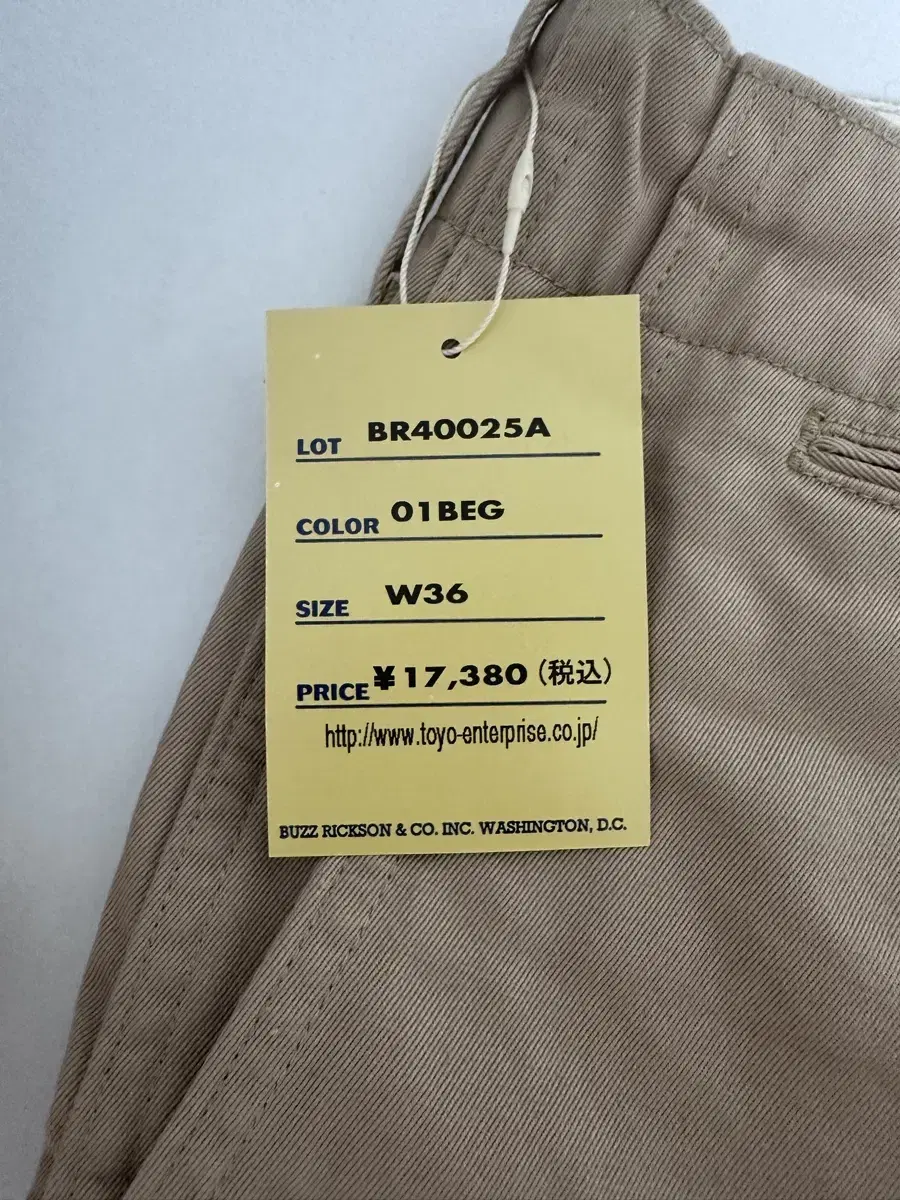 LOT BR40025A
COLOR 01BEG
SIZE W36
PRICE ¥17,380(税込)
http://www.toyo-enterprise.co.jp/
BUZZ RICKSON & CO. INC. WASHINGTON, D.C.